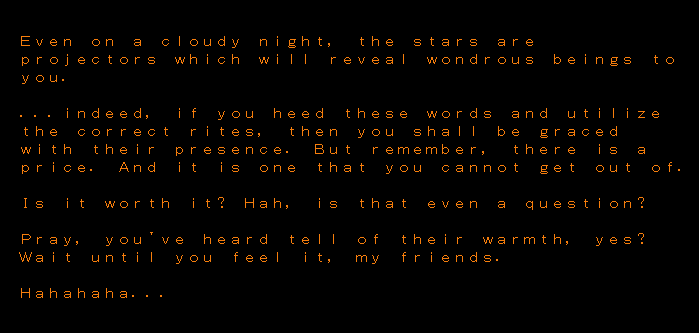 Even on a cloudy night, the stars are
projectors which will reveal wondrous beings to
you.
...indeed, if you heed these words and utilize
the correct rites, then you shall be graced
with their presence. But remember, there is a
price. And it is one that you cannot get out of.
Is it worth it? Hah, is that even a question?
Pray, you've heard tell of their warmth, yes?
Wait until you feel it, my friends.
Hahahaha...